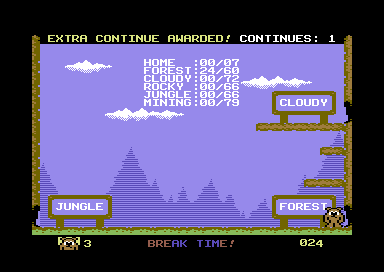 EXTRA CONTINUE AWARDED! CONTINUES: 1
HOME :00/07
FOREST:24/60
CLOUDY:00/72
ROCKY :00/66
JUNGLE:00/66
MINING:00/79
CLOUDY
JUNGLE
FOREST
3 BREAK TIME! 024